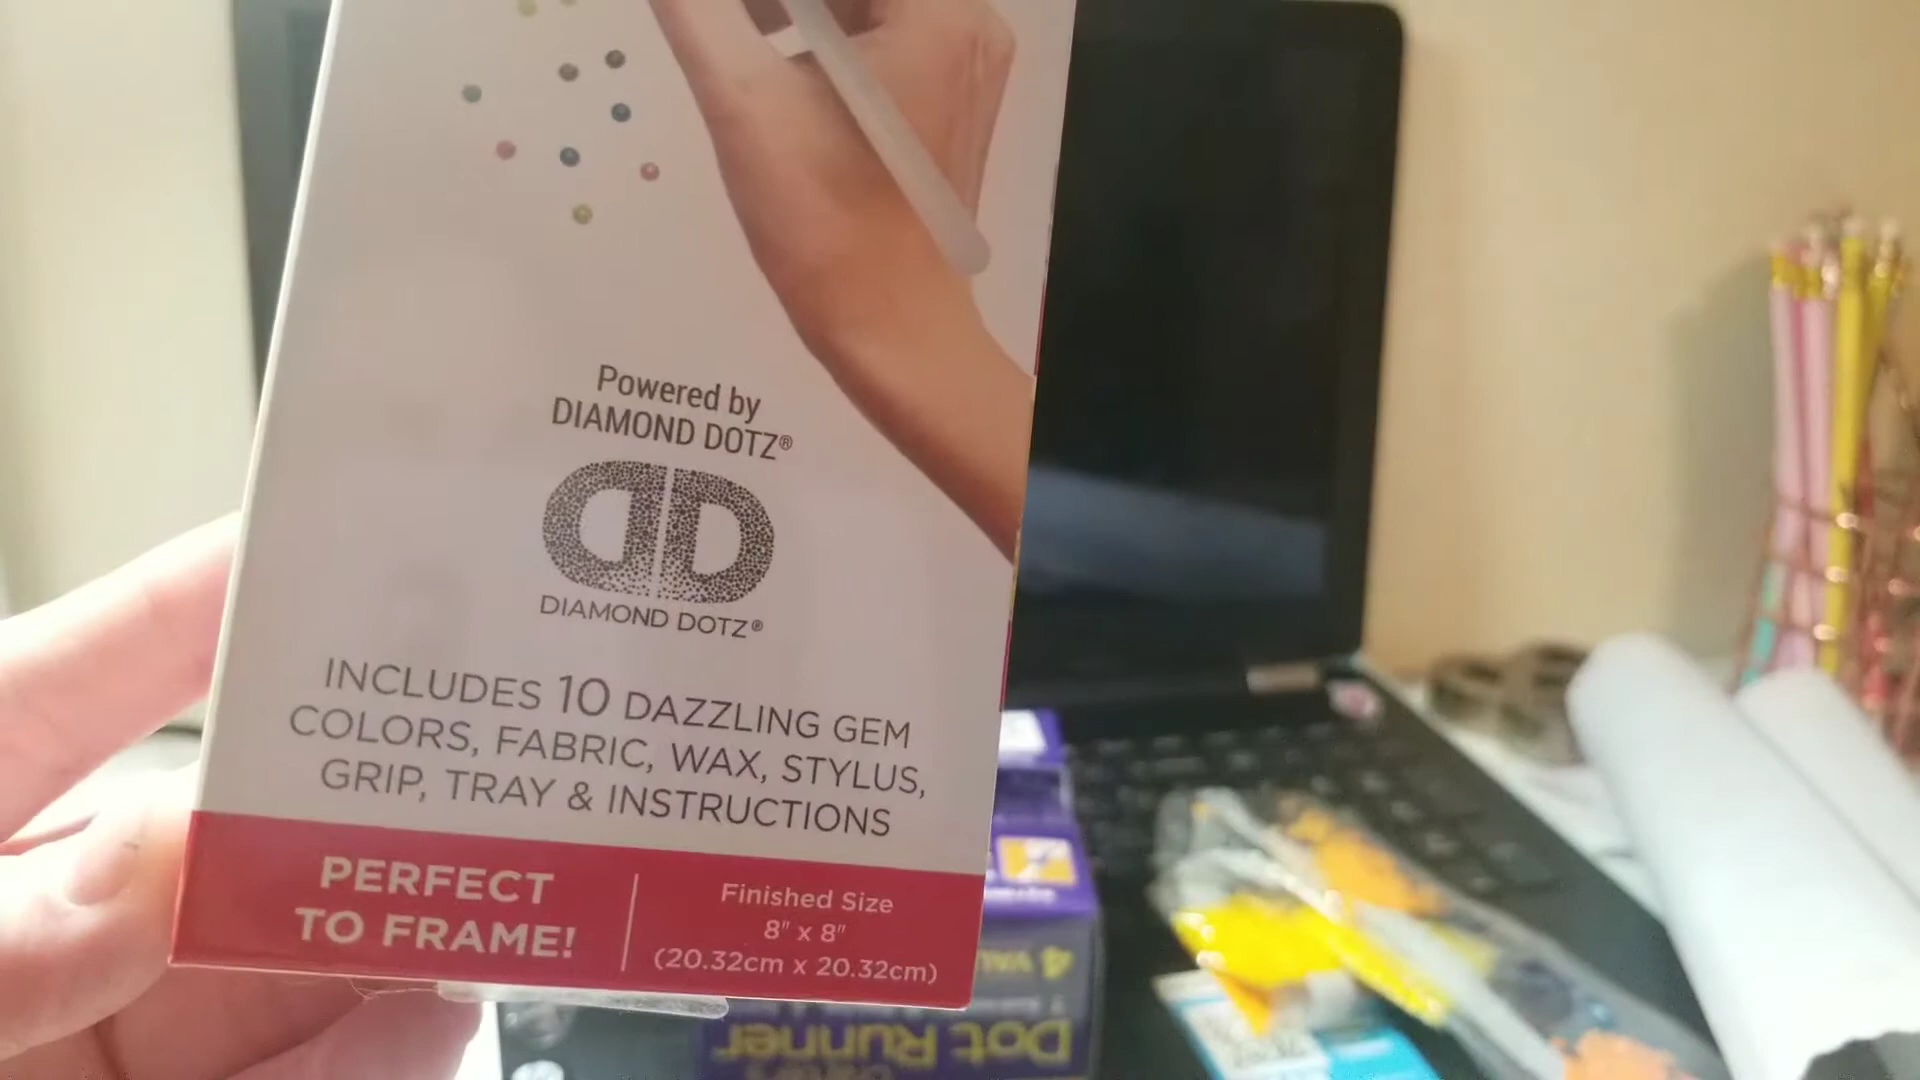 Powered by
DIAMOND DOTZ®
DIAMOND DOTZ®
INCLUDES 10 DAZZLING GEM
COLORS, FABRIC, WAX, STYLUS,
GRIP, TRAY & INSTRUCTIONS
PERFECT
TO FRAME!
Finished Size
8" x 8"
(20.32cm x 20.32cm)
Dot Runner